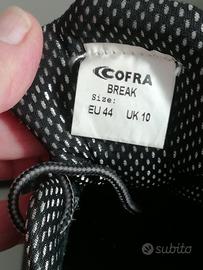 COFRA
BREAK
Size:
EU 44 UK 10
subito